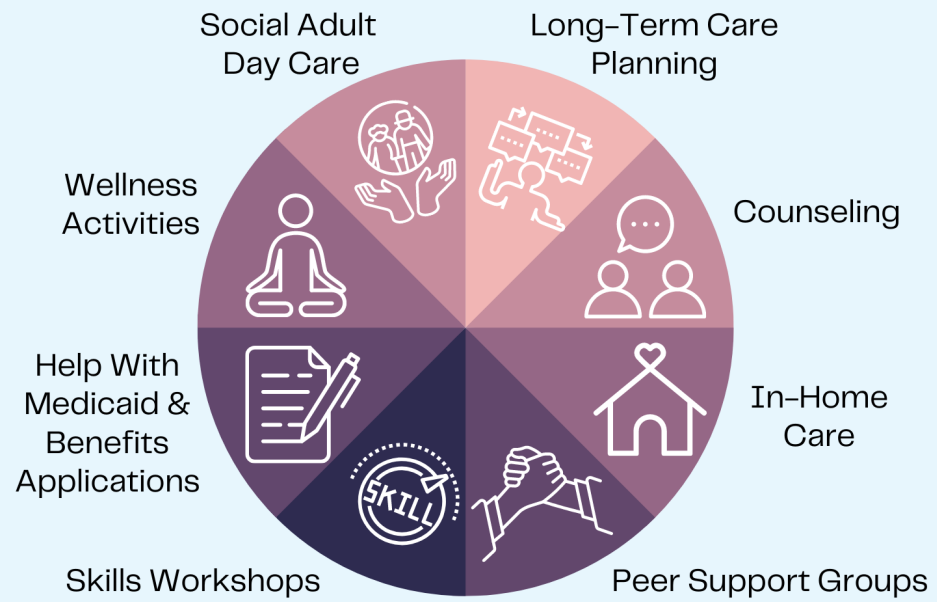 Social Adult
Day Care
Long-Term Care
Planning
Wellness
Activities
Counseling
Help With
Medicaid &
Benefits
Applications
In-Home
Care
SKILL
Skills Workshops
Peer Support Groups